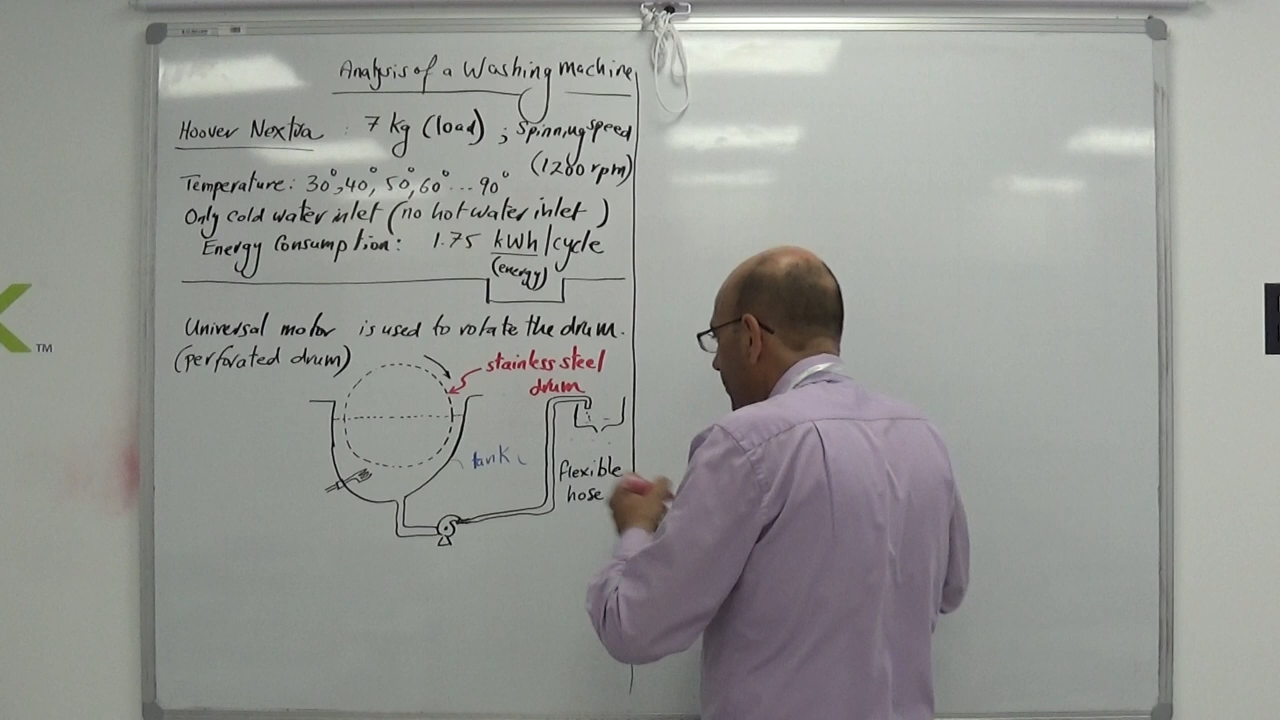 Analysis of a Washing machine
Hoover Nextra : 7 kg (load) ; Spinning speed
(1200 rpm)
Temperature: 30°, 40°, 50°, 60° ... 90°
Only cold water inlet (no hot water inlet)
Energy Consumption: 1.75 kWh/cycle
(energy)
Universal motor is used to rotate the drum.
(perforated drum)
stainless steel
drum
tank
flexible
hose
TM